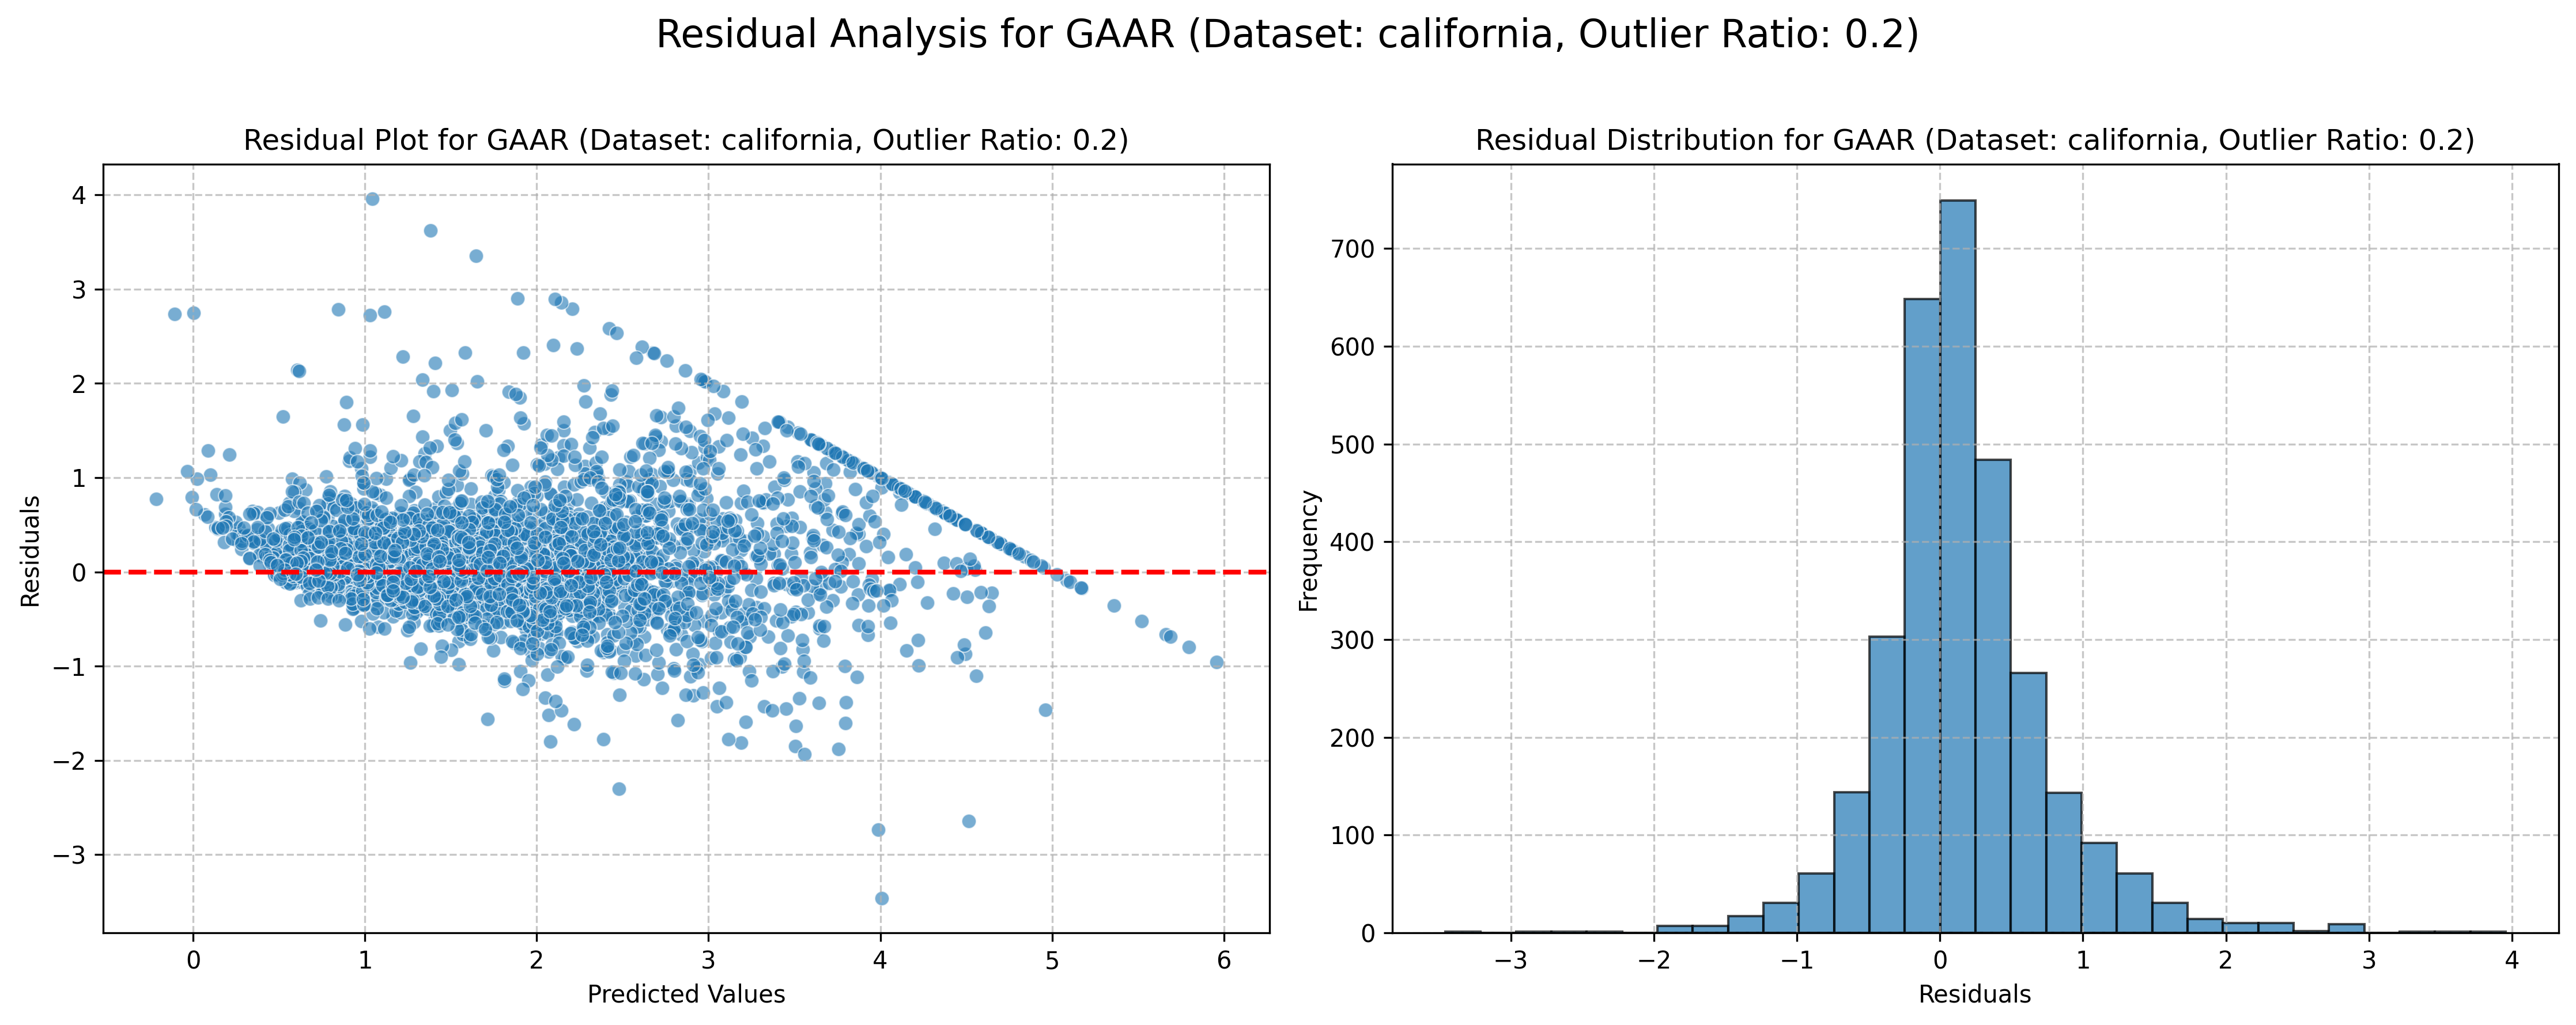 Residual Analysis for GAAR (Dataset: california, Outlier Ratio: 0.2)
Residual Plot for GAAR (Dataset: california, Outlier Ratio: 0.2)
4
3
2
1
0
−1
−2
−3
Residuals
0 1 2 3 4 5 6
Predicted Values
Residual Distribution for GAAR (Dataset: california, Outlier Ratio: 0.2)
700
600
500
400
300
200
100
0
Frequency
−3 −2 −1 0 1 2 3 4
Residuals